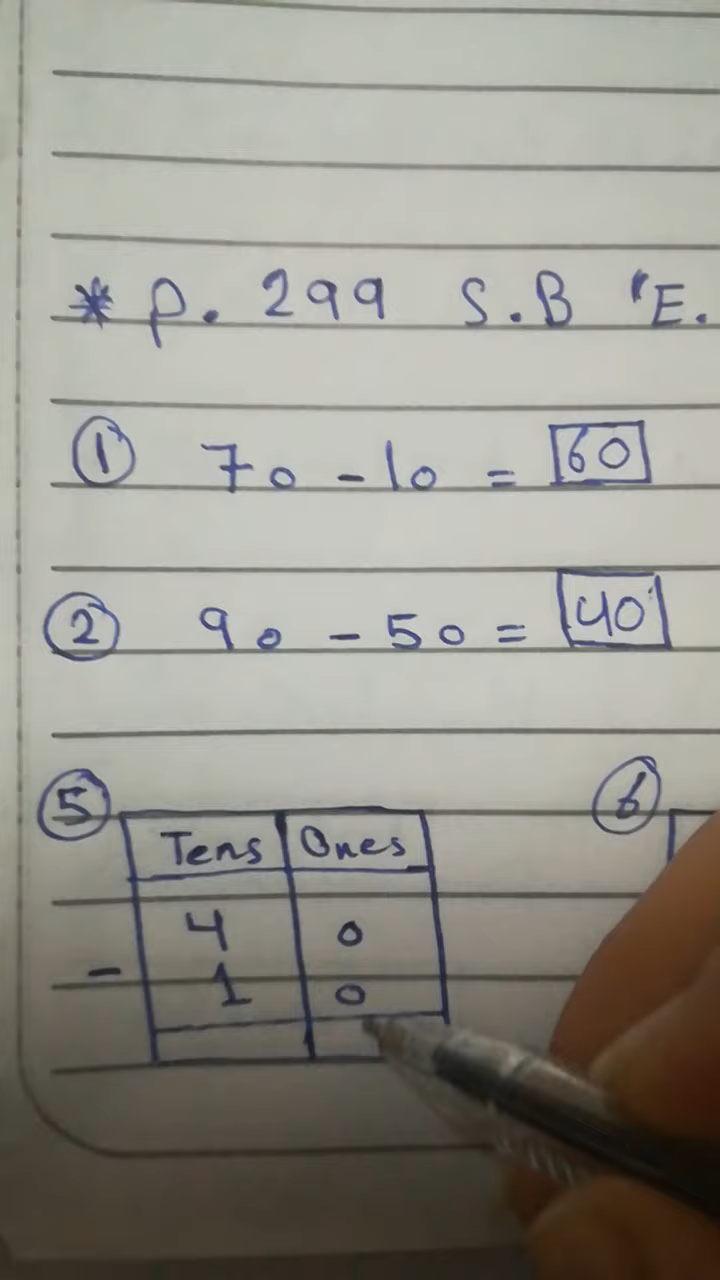 * P. 299 S.B "E.
① 70 - 10 = 60
② 90 - 50 = 40
⑤ ⑥
Tens Ones
4 0
- 1 0